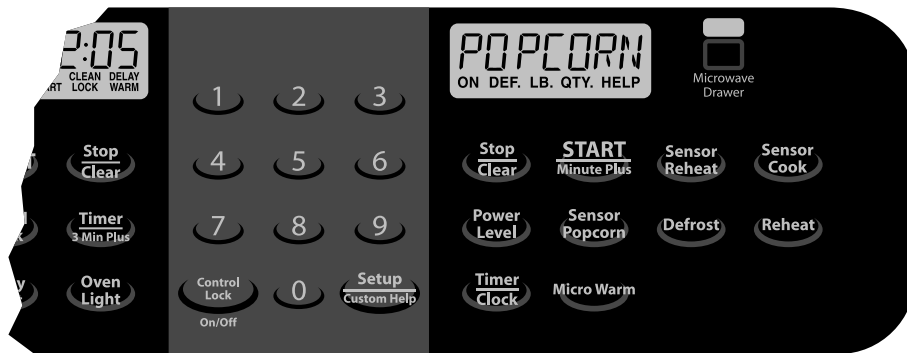 2:05
CLEAN DELAY
LOCK WARM
Stop
Clear
Timer
3 Min Plus
Oven
Light
1 2 3
4 5 6
7 8 9
Control
Lock
On/Off
0
Setup
Custom Help
POPCORN
ON DEF. LB. QTY. HELP
Microwave
Drawer
Stop
Clear
START
Minute Plus
Sensor
Reheat
Sensor
Cook
Power
Level
Sensor
Popcorn
Defrost
Reheat
Timer
Clock
Micro Warm